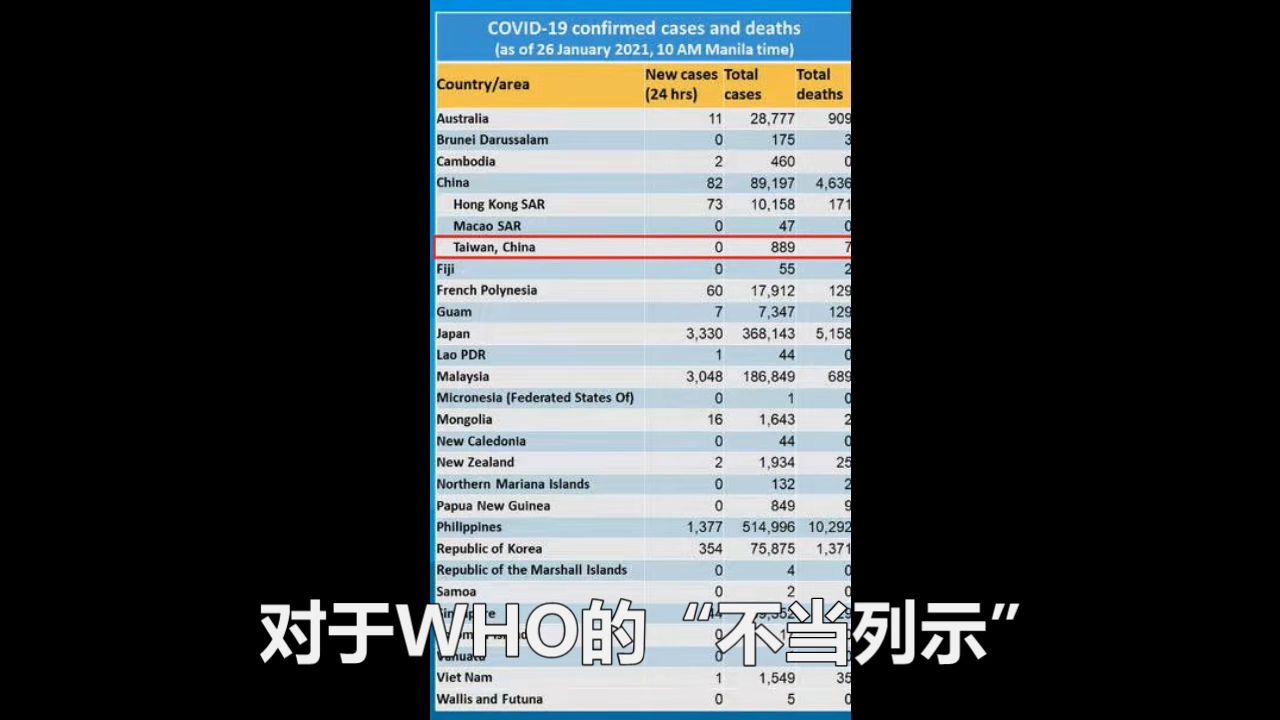 COVID-19 confirmed cases and deaths
(as of 26 January 2021, 10 AM Manila time)
Country/area New cases (24 hrs) Total cases Total deaths
Australia 11 28,777 909
Brunei Darussalam 0 175 3
Cambodia 2 460 0
China 82 89,197 4,636
Hong Kong SAR 73 10,158 171
Macao SAR 0 47 0
Taiwan, China 0 889 7
Fiji 0 55 2
French Polynesia 60 17,912 129
Guam 7 7,347 129
Japan 3,330 368,143 5,158
Lao PDR 1 44 0
Malaysia 3,048 186,849 689
Micronesia (Federated States Of) 0 1 0
Mongolia 16 1,643 2
New Caledonia 0 44 0
New Zealand 2 1,934 25
Northern Mariana Islands 0 132 2
Papua New Guinea 0 849 9
Philippines 1,377 514,996 10,292
Republic of Korea 354 75,875 1,371
Republic of the Marshall Islands 0 4 0
Samoa 0 2 0
对于WHO的“不当列示”
Vanuatu 0
Viet Nam 1 1,549 35
Wallis and Futuna 0 5 0